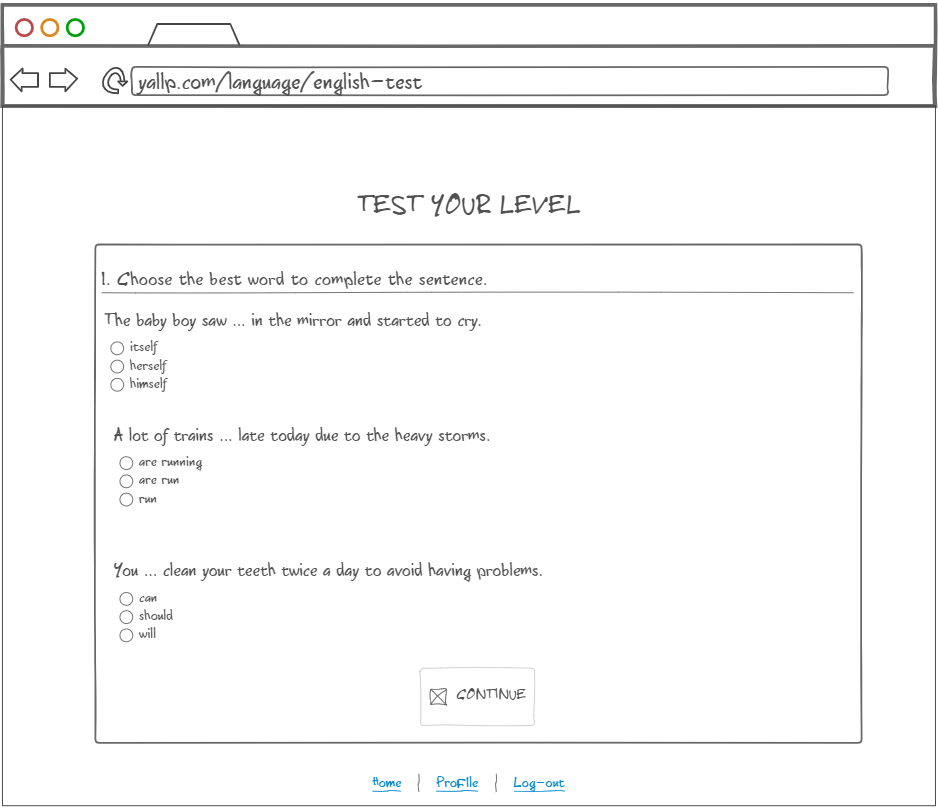 yallp.com/language/english-test
TEST YOUR LEVEL
1. Choose the best word to complete the sentence.
The baby boy saw ... in the mirror and started to cry.
itself
herself
himself
A lot of trains ... late today due to the heavy storms.
are running
are run
run
You ... clean your teeth twice a day to avoid having problems.
can
should
will
CONTINUE
Home | ProFIle | Log-out